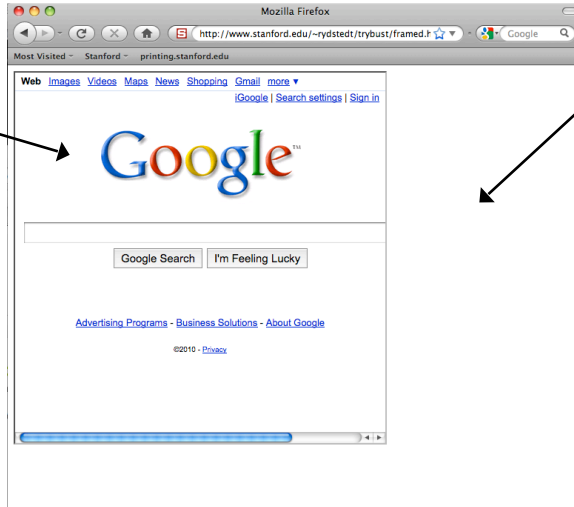 Mozilla Firefox
http://www.stanford.edu/~rydstedt/trybust/framed.h
Google
Most Visited Stanford printing.stanford.edu
Web Images Videos Maps News Shopping Gmail more ▼
iGoogle | Search settings | Sign in
Google™
Google Search I'm Feeling Lucky
Advertising Programs - Business Solutions - About Google
©2010 - Privacy